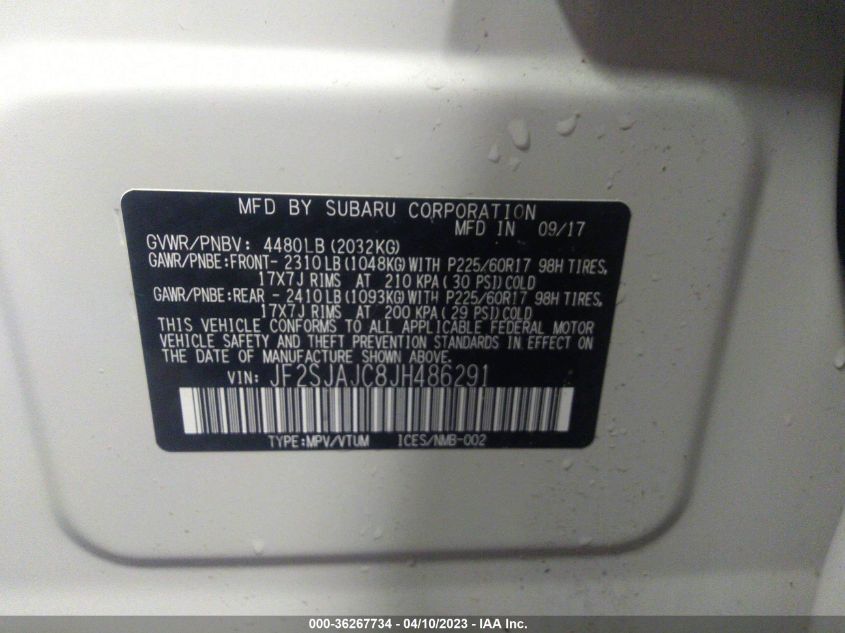 MFD BY SUBARU CORPORATION
MFD IN 09/17
GVWR/PNBV: 4480LB (2032KG)
GAWR/PNBE:FRONT- 2310LB(1048KG)WITH P225/60R17 98H TIRES,
17X7J RIMS AT 210 KPA ( 30 PSI) COLD
GAWR/PNBE:REAR - 2410LB(1093KG)WITH P225/60R17 98H TIRES,
17X7J RIMS AT 200 KPA ( 29 PSI) COLD
THIS VEHICLE CONFORMS TO ALL APPLICABLE FEDERAL MOTOR
VEHICLE SAFETY AND THEFT PREVENTION STANDARDS IN EFFECT ON
THE DATE OF MANUFACTURE SHOWN ABOVE.
VIN: JF2SJAJC8JH486291
TYPE:MPV/VTUM ICES/NMB-002
000-36267734 - 04/10/2023 - IAA Inc.